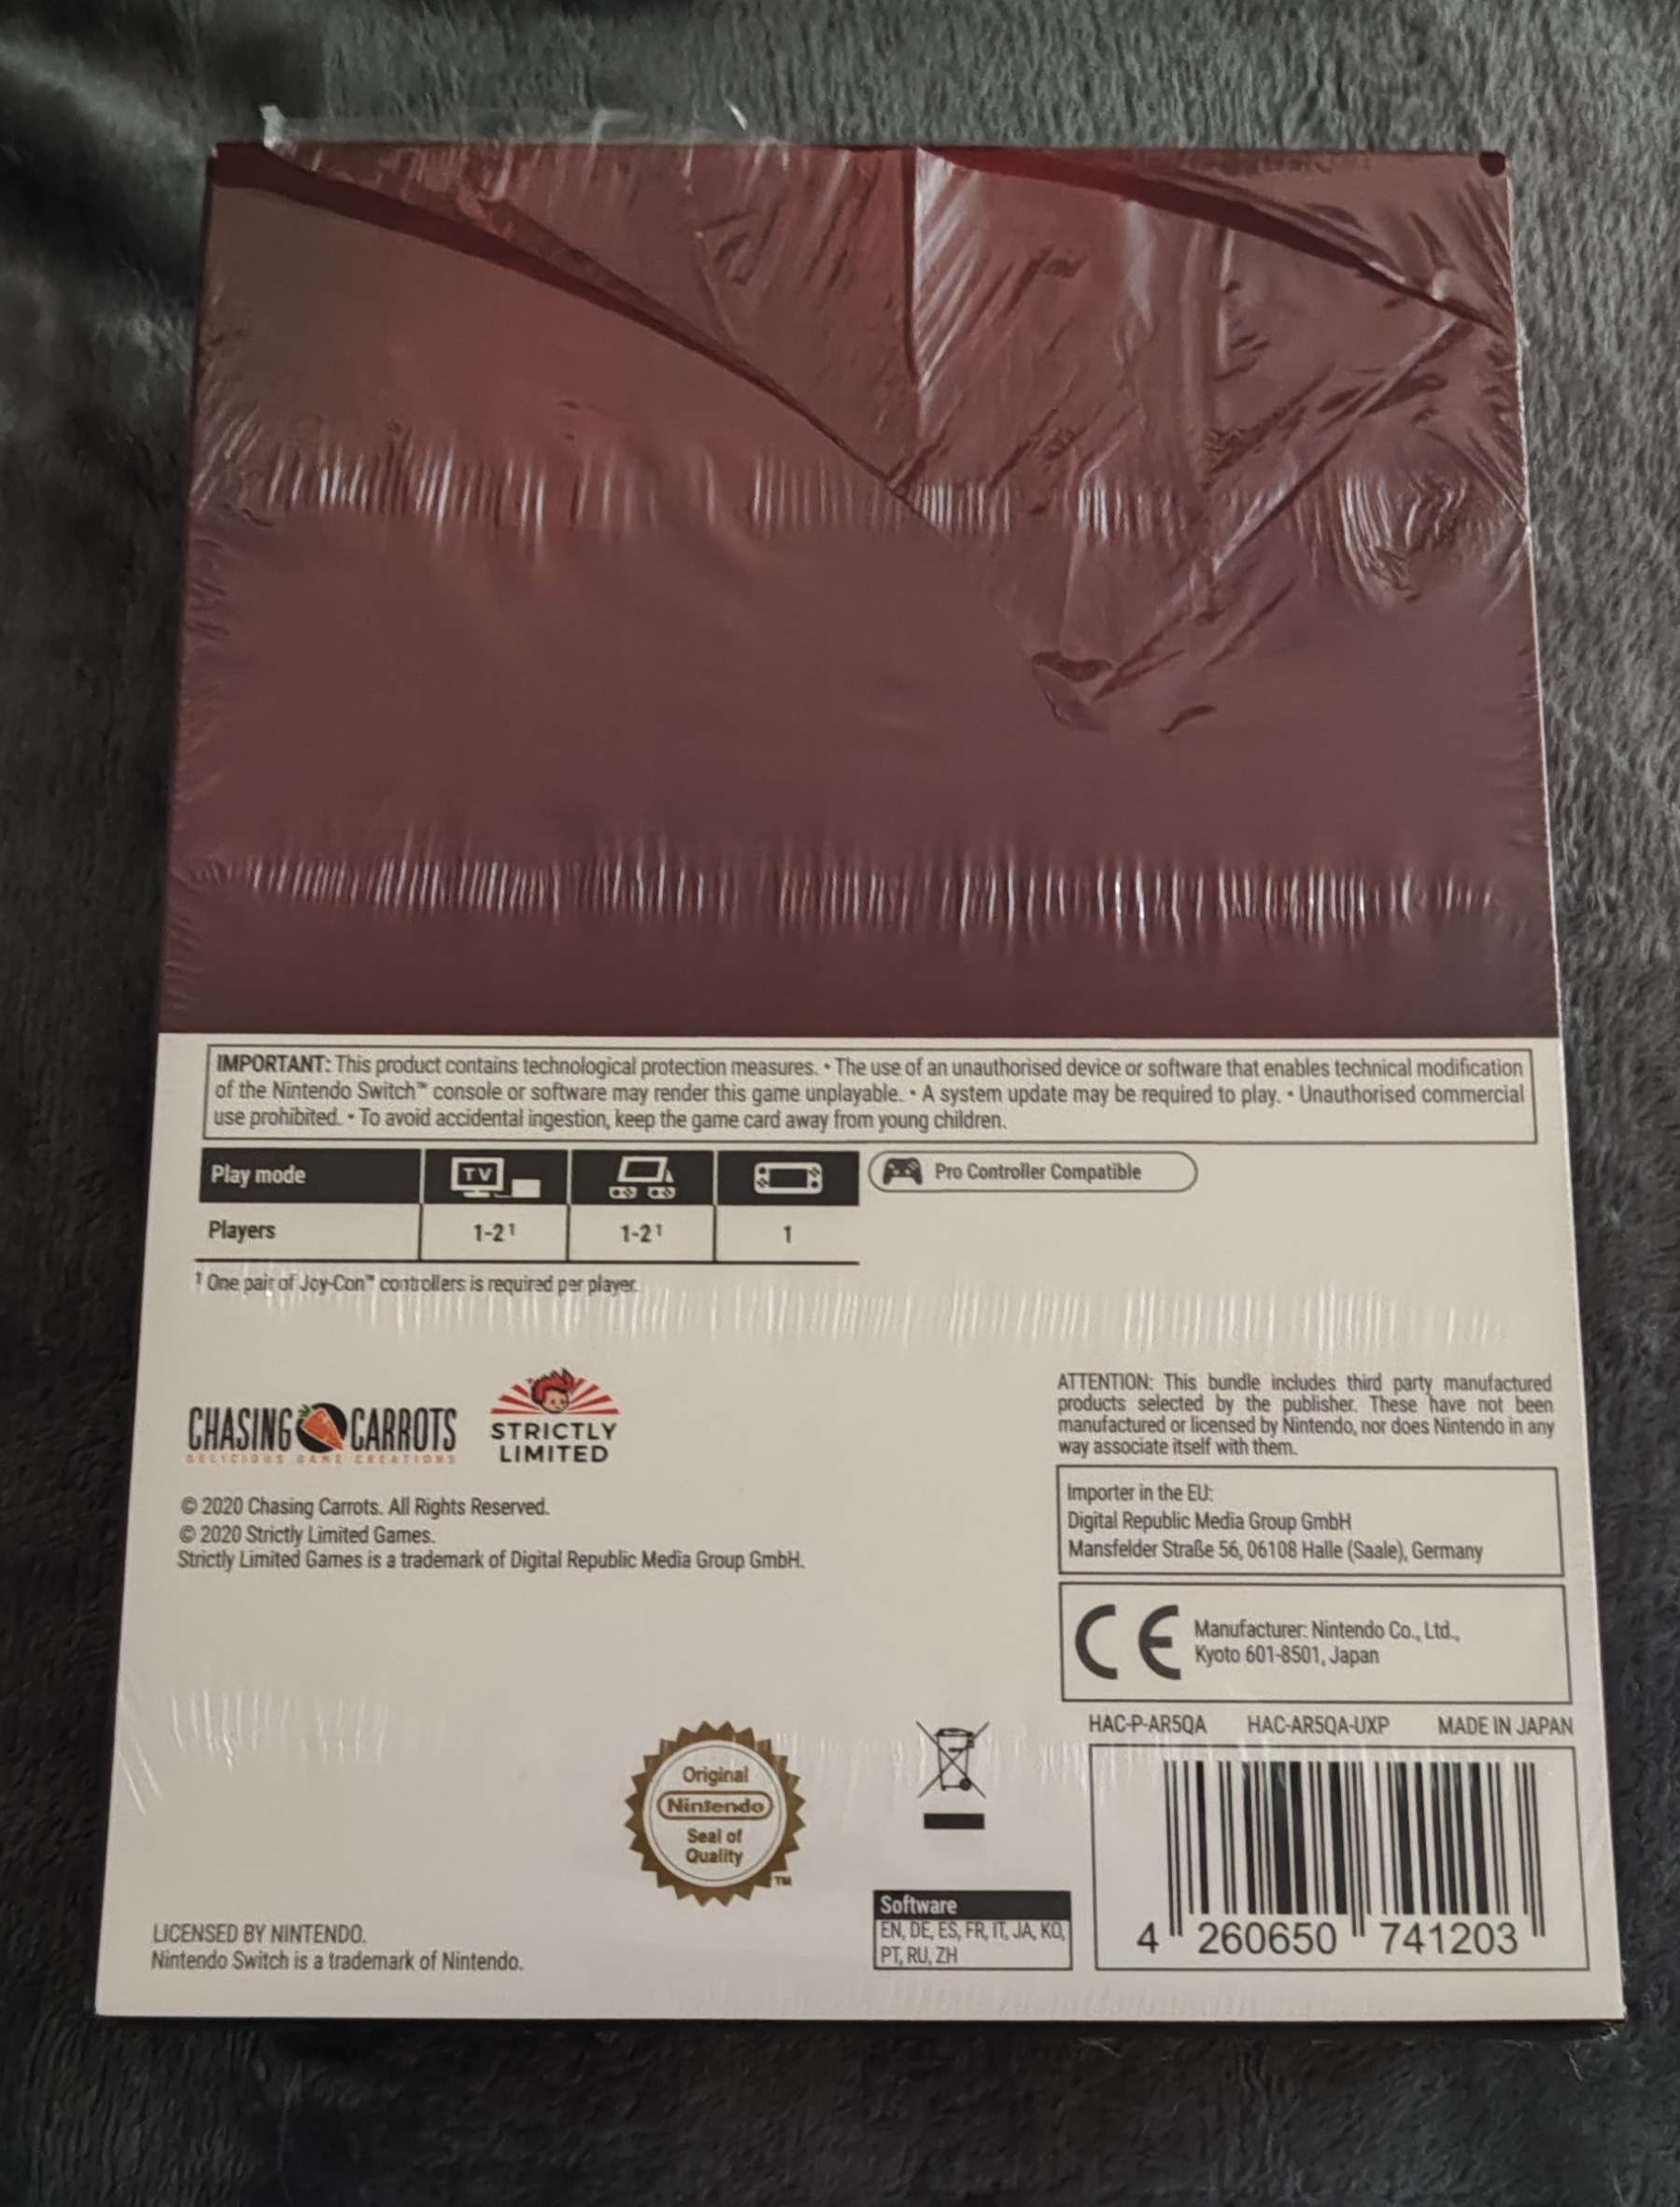 IMPORTANT: This product contains technological protection measures. • The use of an unauthorised device or software that enables technical modification
of the Nintendo Switch™ console or software may render this game unplayable. • A system update may be required to play. • Unauthorised commercial
use prohibited. • To avoid accidental ingestion, keep the game card away from young children.
Play mode TV Pro Controller Compatible
Players 1-2¹ 1-2¹ 1
¹ One pair of Joy-Con™ controllers is required per player.
CHASING CARROTS
DELICIOUS GAME CREATIONS
STRICTLY
LIMITED
© 2020 Chasing Carrots. All Rights Reserved.
© 2020 Strictly Limited Games.
Strictly Limited Games is a trademark of Digital Republic Media Group GmbH.
ATTENTION: This bundle includes third party manufactured
products selected by the publisher. These have not been
manufactured or licensed by Nintendo, nor does Nintendo in any
way associate itself with them.
Importer in the EU:
Digital Republic Media Group GmbH
Mansfelder Straße 56, 06108 Halle (Saale), Germany
CE
Manufacturer: Nintendo Co., Ltd.,
Kyoto 601-8501, Japan
HAC-P-AR5QA HAC-AR5QA-UXP MADE IN JAPAN
Original
Nintendo
Seal of
Quality
TM
Software
EN, DE, ES, FR, IT, JA, KO,
PT, RU, ZH
4 260650 741203
LICENSED BY NINTENDO.
Nintendo Switch is a trademark of Nintendo.